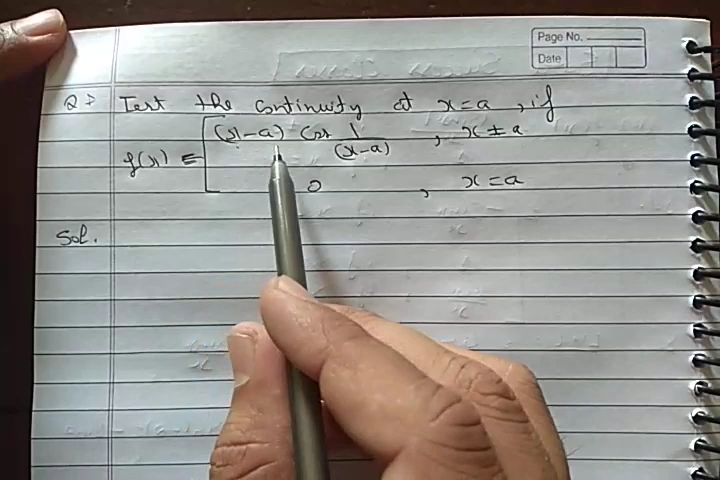 Page No.
Date
Q> Test the continuity at x=a, if
f(x) = [ (x-a) cos 1/(x-a) , x ≠ a
0 , x = a
Sol.